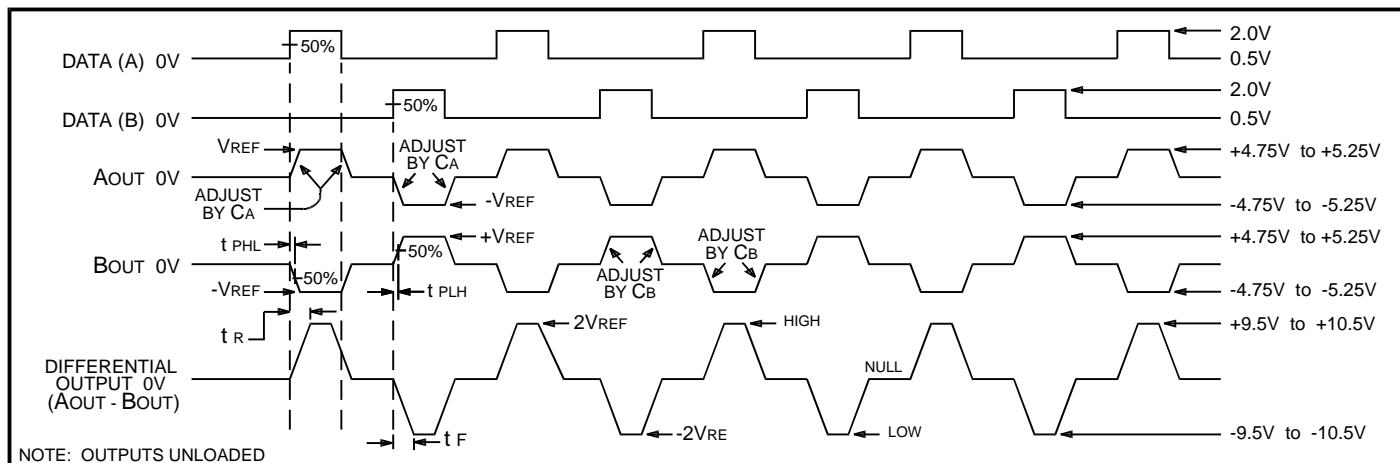 50%
2.0V
DATA (A) 0V
0.5V
50%
2.0V
DATA (B) 0V
0.5V
VREF
ADJUST
BY CA
+4.75V to +5.25V
AOUT 0V
ADJUST
BY CA
-VREF
-4.75V to -5.25V
t PHL
+VREF
ADJUST
BY CB
+4.75V to +5.25V
50%
BOUT 0V
50%
ADJUST
BY CB
-VREF
t PLH
-4.75V to -5.25V
t R
2VREF
HIGH
+9.5V to +10.5V
DIFFERENTIAL
OUTPUT 0V
(AOUT - BOUT)
NULL
t F
-2VRE
LOW
-9.5V to -10.5V
NOTE: OUTPUTS UNLOADED